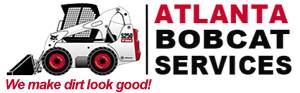 ATLANTA
BOBCAT
SERVICES
We make dirt look good!